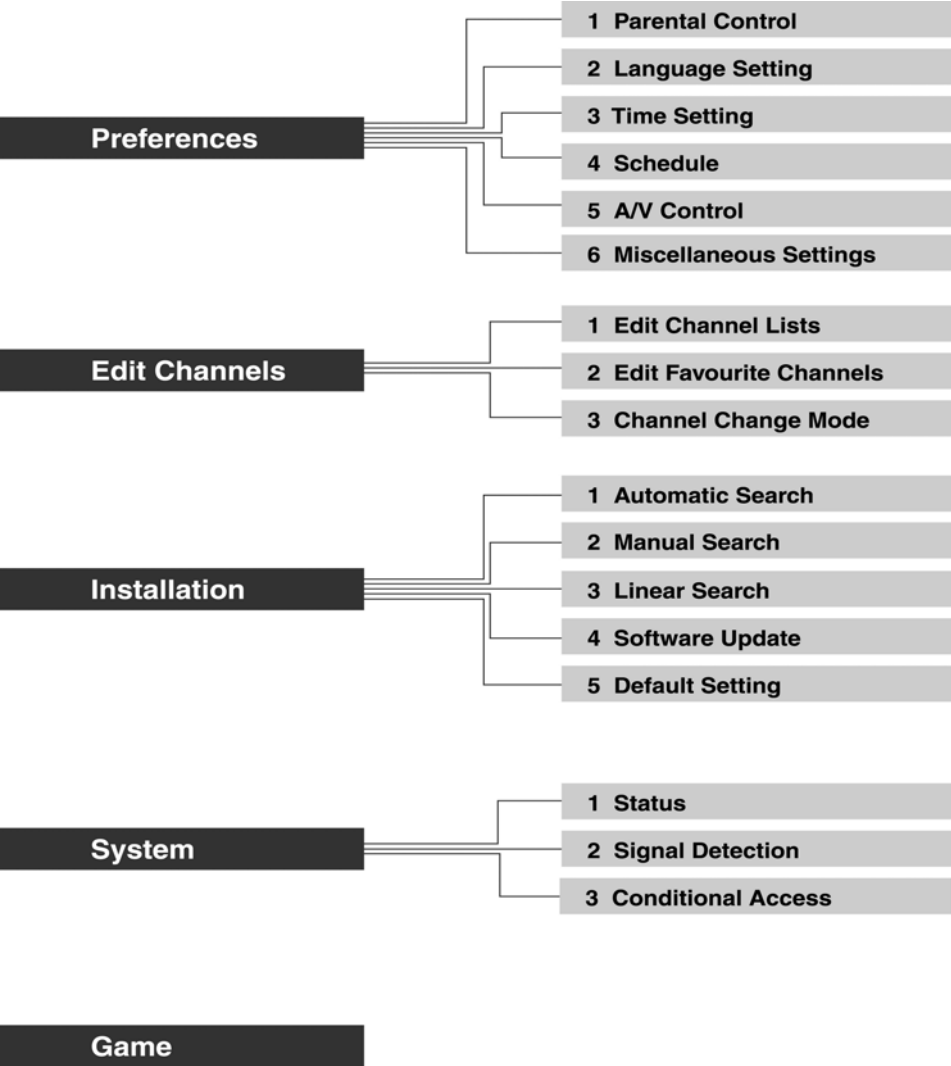 Preferences
1 Parental Control
2 Language Setting
3 Time Setting
4 Schedule
5 A/V Control
6 Miscellaneous Settings
Edit Channels
1 Edit Channel Lists
2 Edit Favourite Channels
3 Channel Change Mode
Installation
1 Automatic Search
2 Manual Search
3 Linear Search
4 Software Update
5 Default Setting
System
1 Status
2 Signal Detection
3 Conditional Access
Game